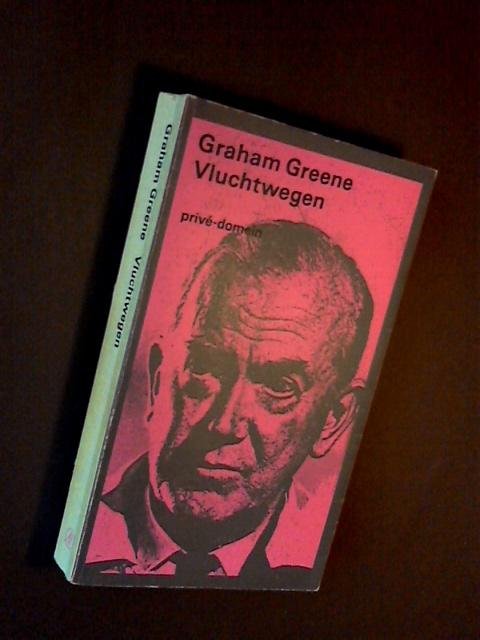 Graham Greene
Vluchtwegen
privé-domein
Graham Greene Vluchtwegen